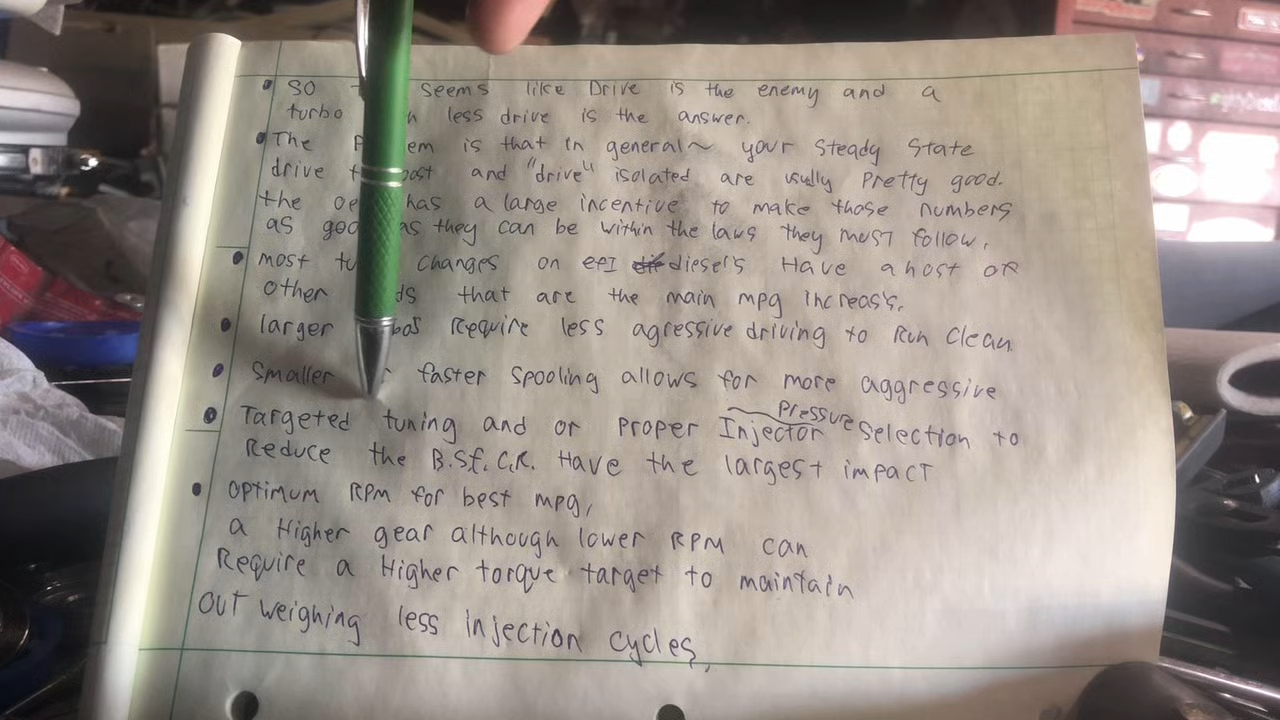 SO seems like Drive is the enemy and a
turbo less drive is the answer.
The is that in general your Steady State
drive and "drive" isolated are usully Pretty good.
the has a large incentive to make those numbers
as as they can be within the laws they must follow.
most changes on efI diesel's Have a host of
other that are the main mpg increas's.
larger Require less agressive driving to Run Clean.
Smaller faster Spooling allows for more aggressive
Targeted tuning and or Proper Injector Pressure Selection to
Reduce the B.S.f.C.R. Have the largest impact
optimum RPM for best mpg,
a Higher gear although lower RPM can
Require a Higher torque target to maintain
out weighing less injection cycles,